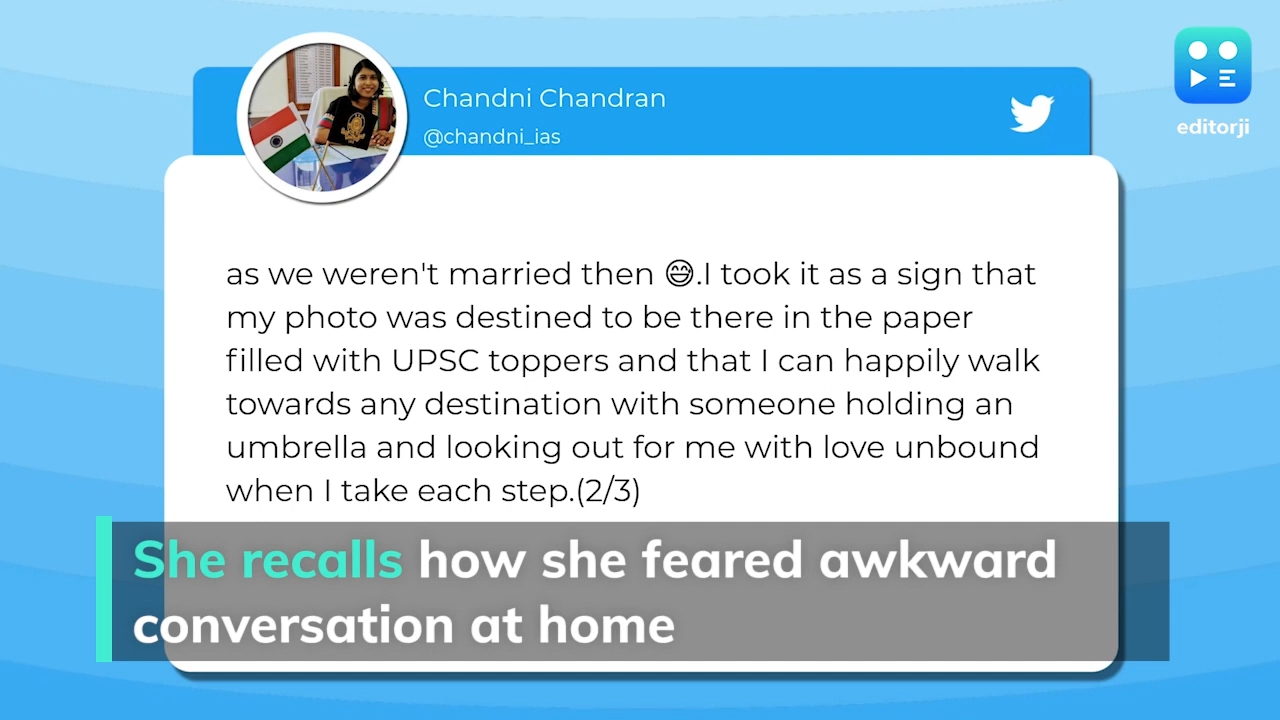 Chandni Chandran
@chandni_ias
editorji
as we weren't married then 😅.I took it as a sign that
my photo was destined to be there in the paper
filled with UPSC toppers and that I can happily walk
towards any destination with someone holding an
umbrella and looking out for me with love unbound
when I take each step.(2/3)
She recalls how she feared awkward
conversation at home